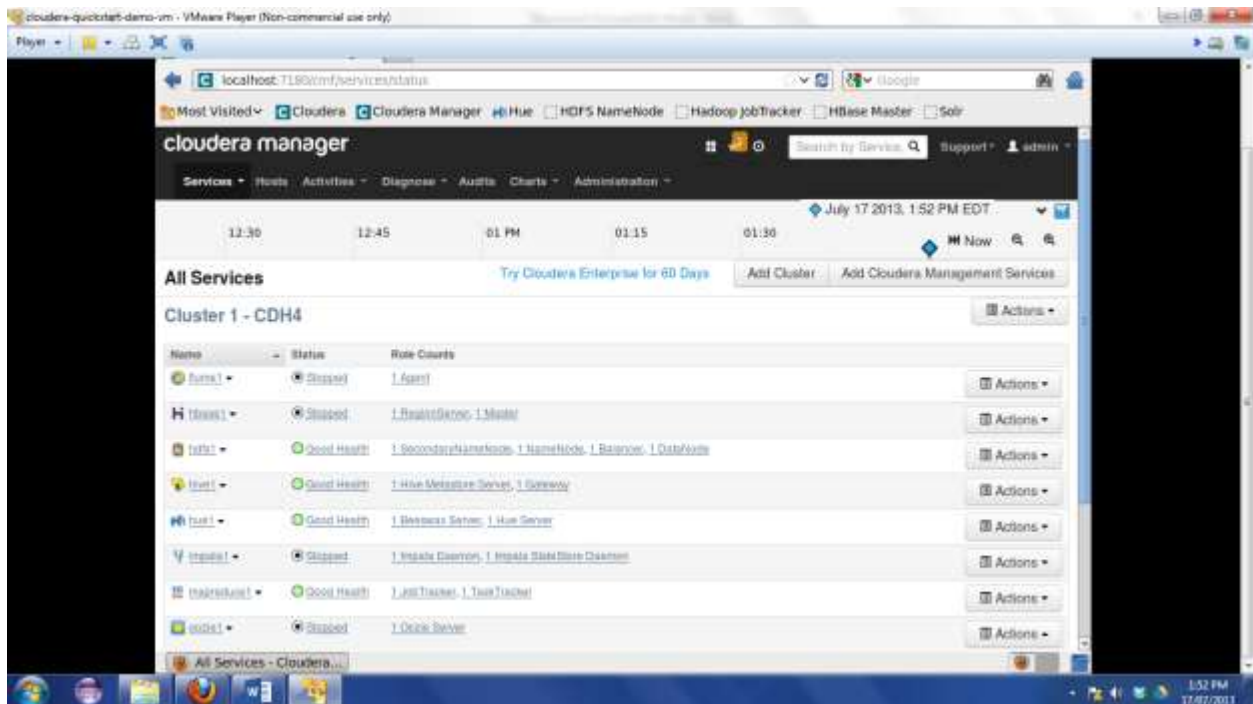 cloudera-quickstart-demo-vm - VMware Player (Non-commercial use only)
Player
localhost:7180/cmf/services/status
Google
Most Visited Cloudera Cloudera Manager Hue HDFS NameNode Hadoop JobTracker HBase Master Solr
cloudera manager
Search by Service, Support admin
Services Hosts Activities Diagnose Audits Charts Administration
July 17 2013, 1:52 PM EDT
12:30 12:45 01 PM 01:15 01:30
Now
All Services Try Cloudera Enterprise for 60 Days Add Cluster Add Cloudera Management Services
Cluster 1 - CDH4 Actions
Name Status Role Counts
flume1 Stopped 1 Agent Actions
hbase1 Stopped 1 RegionServer, 1 Master Actions
hdfs1 Good Health 1 SecondaryNameNode, 1 NameNode, 1 Balancer, 1 DataNode Actions
hive1 Good Health 1 Hive Metastore Server, 1 Gateway Actions
hue1 Good Health 1 Beeswax Server, 1 Hue Server Actions
impala1 Stopped 1 Impala Daemon, 1 Impala StateStore Daemon Actions
mapreduce1 Good Health 1 JobTracker, 1 TaskTracker Actions
oozie1 Stopped 1 Oozie Server Actions
All Services - Cloudera...
1:52 PM
17/07/2013